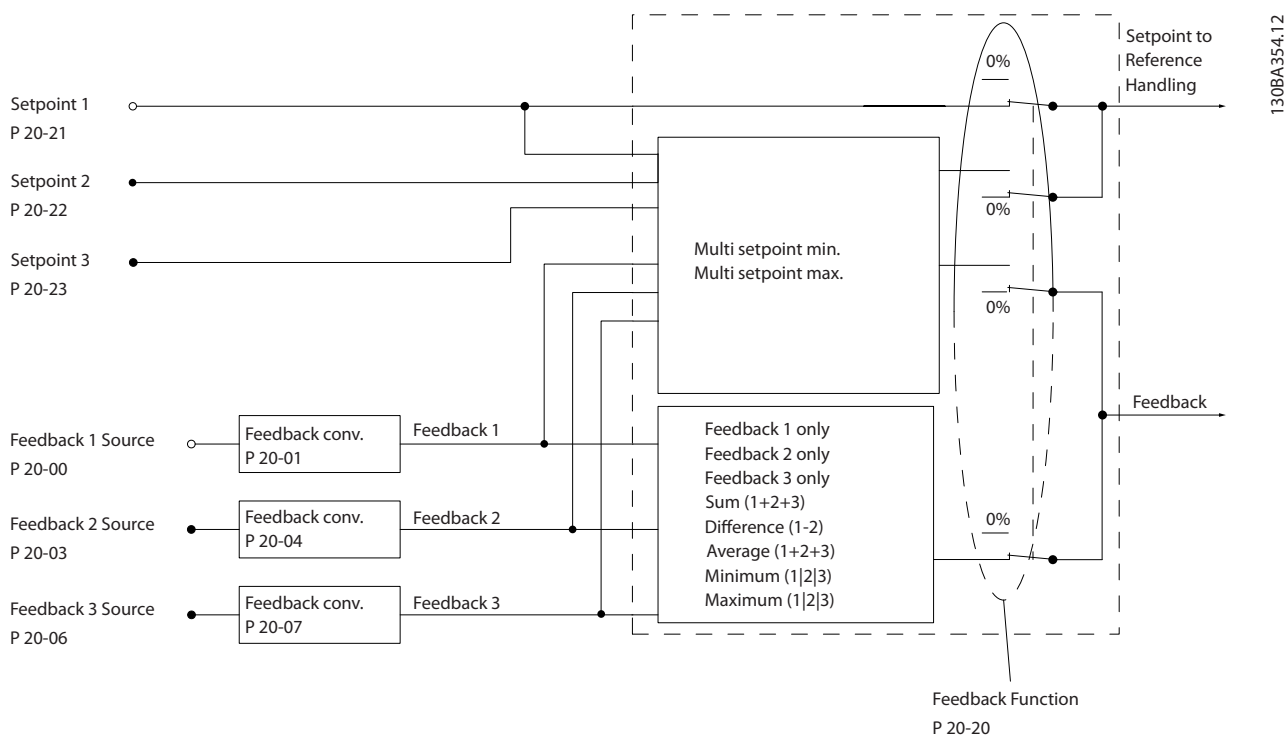 130BA354.12
Setpoint to
Reference
Handling
0%
Setpoint 1
P 20-21
Setpoint 2
P 20-22
0%
Setpoint 3
P 20-23
Multi setpoint min.
Multi setpoint max.
0%
Feedback
Feedback 1 Source
P 20-00
Feedback conv.
P 20-01
Feedback 1
Feedback 2 Source
P 20-03
Feedback conv.
P 20-04
Feedback 2
Feedback 3 Source
P 20-06
Feedback conv.
P 20-07
Feedback 3
Feedback 1 only
Feedback 2 only
Feedback 3 only
Sum (1+2+3)
Difference (1-2)
Average (1+2+3)
Minimum (1|2|3)
Maximum (1|2|3)
0%
Feedback Function
P 20-20